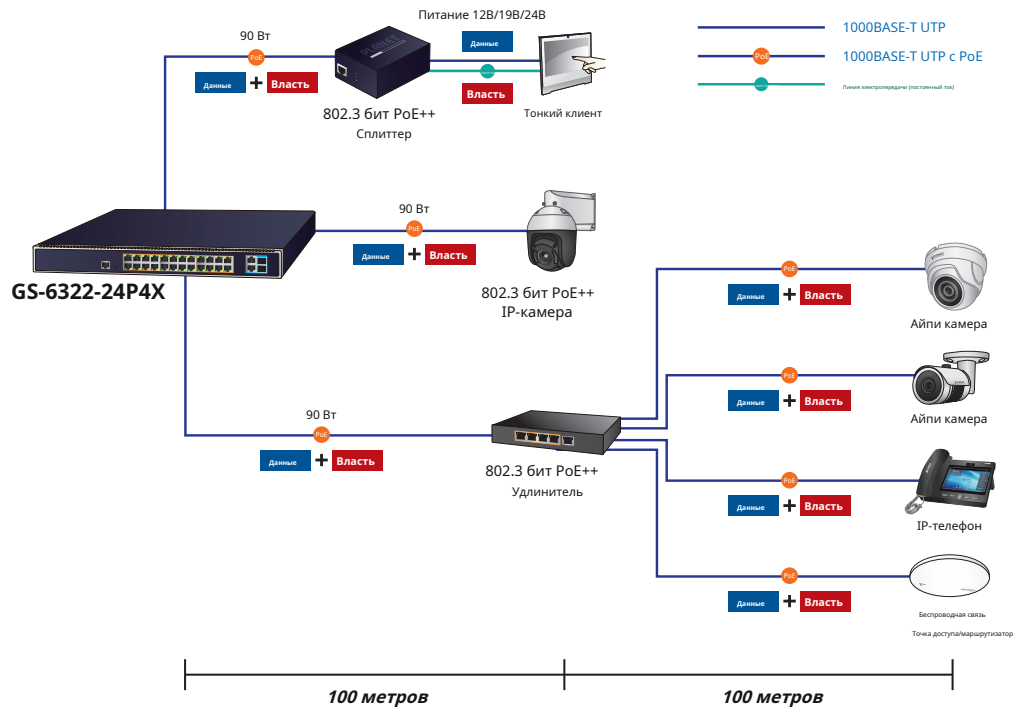 Питание 12В/19В/24В
90 Вт
PoE
Данные + Власть
PLANET
Данные
Власть
802.3 бит PoE++
Сплиттер
Тонкий клиент
1000BASE-T UTP
PoE
1000BASE-T UTP с PoE
Линия электропередачи (постоянный ток)
GS-6322-24P4X
90 Вт
PoE
Данные + Власть
802.3 бит PoE++
IP-камера
90 Вт
PoE
Данные + Власть
802.3 бит PoE++
Удлинитель
PoE
Данные + Власть
Айпи камера
PoE
Данные + Власть
Айпи камера
PoE
Данные + Власть
IP-телефон
PoE
Данные + Власть
Беспроводная связь
Точка доступа/маршрутизатор
100 метров
100 метров